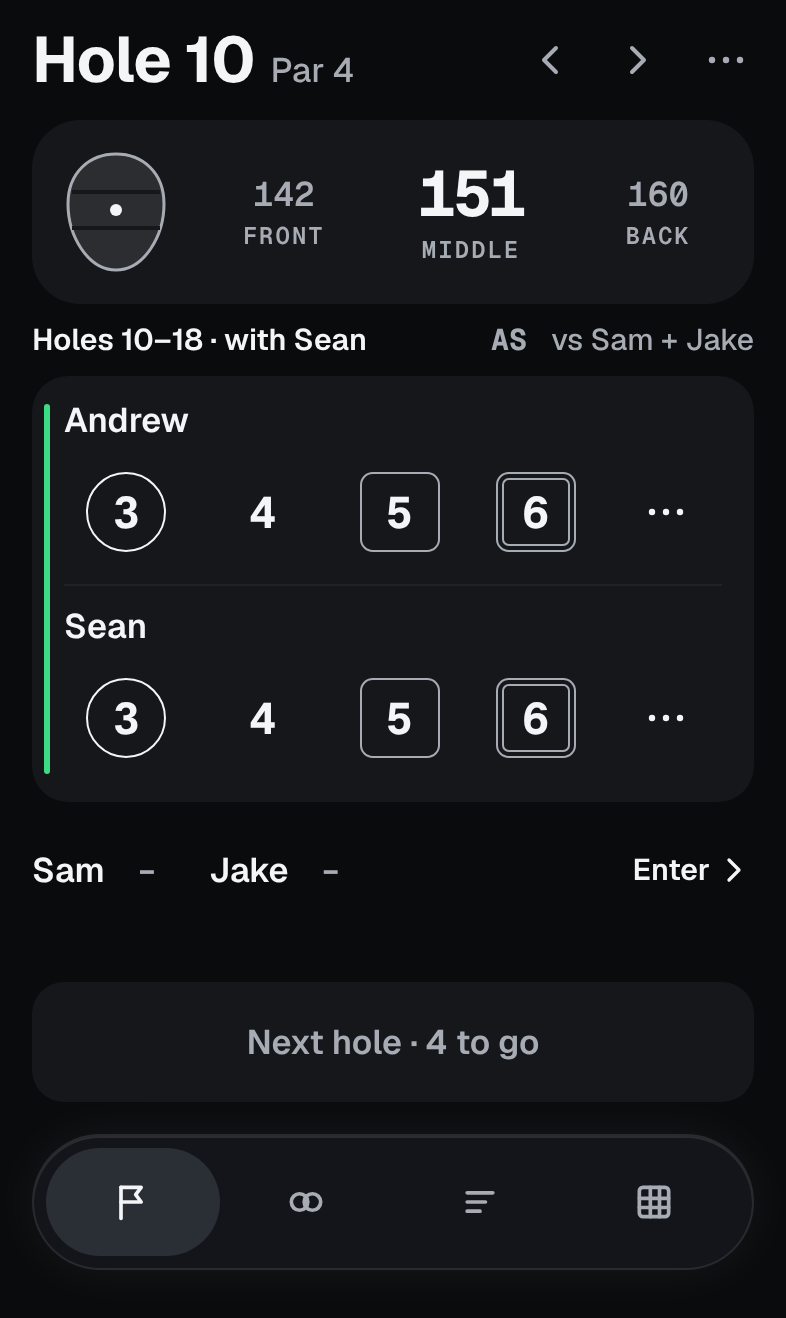 Hole 10 Par 4
142 151 160
FRONT MIDDLE BACK
Holes 10–18 · with Sean AS vs Sam + Jake
Andrew
3 4 5 6 ...
Sean
3 4 5 6 ...
Sam – Jake – Enter >
Next hole · 4 to go